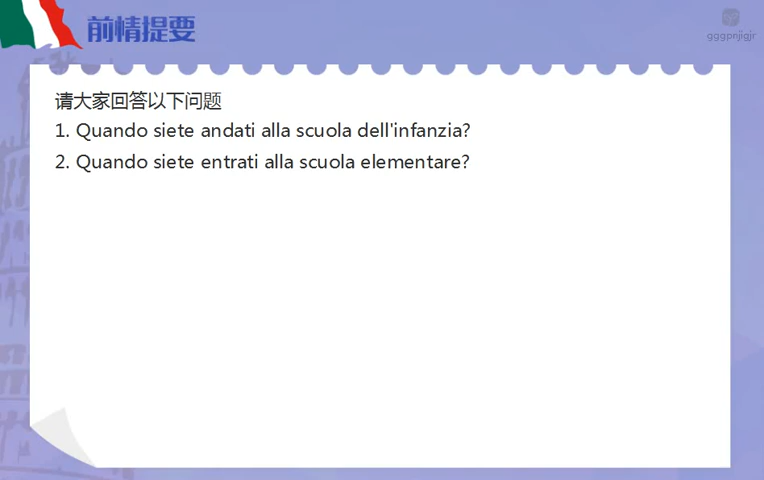 前情提要
gggpnjigjr
请大家回答以下问题
1. Quando siete andati alla scuola dell'infanzia?
2. Quando siete entrati alla scuola elementare?